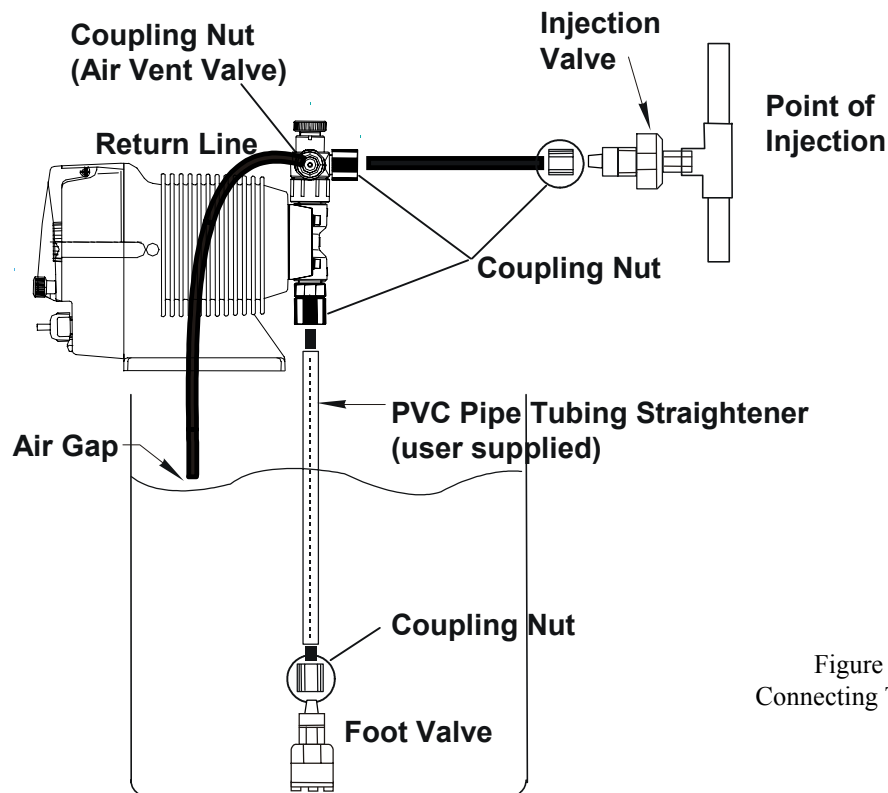 Coupling Nut
(Air Vent Valve)
Injection
Valve
Point of
Injection
Return Line
Coupling Nut
PVC Pipe Tubing Straightener
(user supplied)
Air Gap
Coupling Nut
Foot Valve
Figure
Connecting